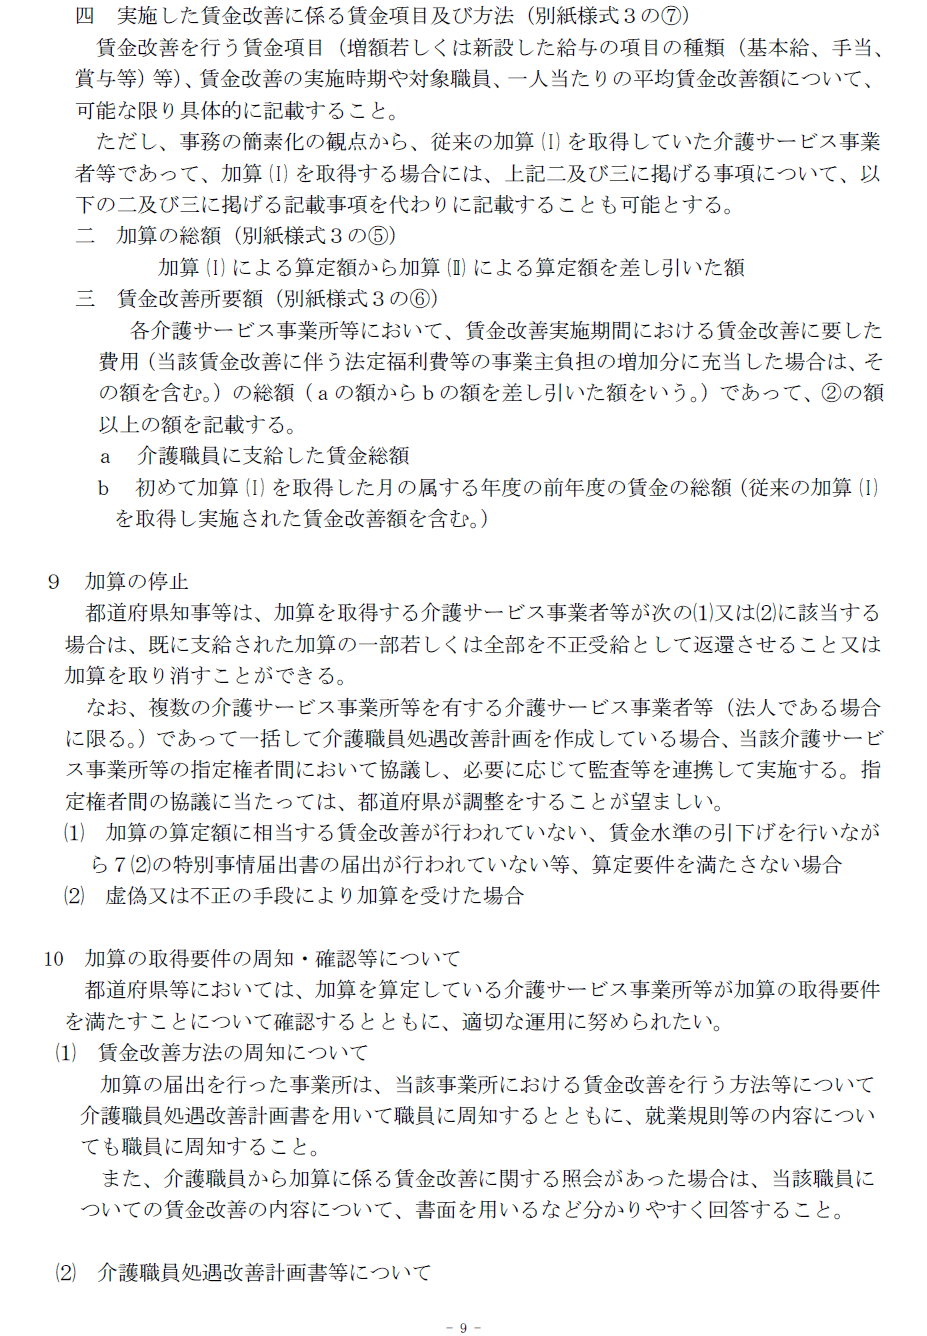 四　実施した賃金改善に係る賃金項目及び方法（別紙様式３の⑦）
賃金改善を行う賃金項目（増額若しくは新設した給与の項目の種類（基本給、手当、
賞与等）等）、賃金改善の実施時期や対象職員、一人当たりの平均賃金改善額について、
可能な限り具体的に記載すること。
ただし、事務の簡素化の観点から、従来の加算(Ⅰ)を取得していた介護サービス事業
者等であって、加算(Ⅰ)を取得する場合には、上記二及び三に掲げる事項について、以
下の二及び三に掲げる記載事項を代わりに記載することも可能とする。
二　加算の総額（別紙様式３の⑤）
加算(Ⅰ)による算定額から加算(Ⅱ)による算定額を差し引いた額
三　賃金改善所要額（別紙様式３の⑥）
各介護サービス事業所等において、賃金改善実施期間における賃金改善に要した
費用（当該賃金改善に伴う法定福利費等の事業主負担の増加分に充当した場合は、そ
の額を含む。）の総額（ａの額からｂの額を差し引いた額をいう。）であって、②の額
以上の額を記載する。
ａ　介護職員に支給した賃金総額
ｂ　初めて加算(Ⅰ)を取得した月の属する年度の前年度の賃金の総額（従来の加算(Ⅰ)
を取得し実施された賃金改善額を含む。）
９　加算の停止
都道府県知事等は、加算を取得する介護サービス事業者等が次の⑴又は⑵に該当する
場合は、既に支給された加算の一部若しくは全部を不正受給として返還させること又は
加算を取り消すことができる。
なお、複数の介護サービス事業所等を有する介護サービス事業者等（法人である場合
に限る。）であって一括して介護職員処遇改善計画を作成している場合、当該介護サービ
ス事業所等の指定権者間において協議し、必要に応じて監査等を連携して実施する。指
定権者間の協議に当たっては、都道府県が調整をすることが望ましい。
⑴　加算の算定額に相当する賃金改善が行われていない、賃金水準の引下げを行いなが
ら７⑵の特別事情届出書の届出が行われていない等、算定要件を満たさない場合
⑵　虚偽又は不正の手段により加算を受けた場合
10　加算の取得要件の周知・確認等について
都道府県等においては、加算を算定している介護サービス事業所等が加算の取得要件
を満たすことについて確認するとともに、適切な運用に努められたい。
⑴　賃金改善方法の周知について
加算の届出を行った事業所は、当該事業所における賃金改善を行う方法等について
介護職員処遇改善計画書を用いて職員に周知するとともに、就業規則等の内容につい
ても職員に周知すること。
また、介護職員から加算に係る賃金改善に関する照会があった場合は、当該職員に
ついての賃金改善の内容について、書面を用いるなど分かりやすく回答すること。
⑵　介護職員処遇改善計画書等について
- 9 -